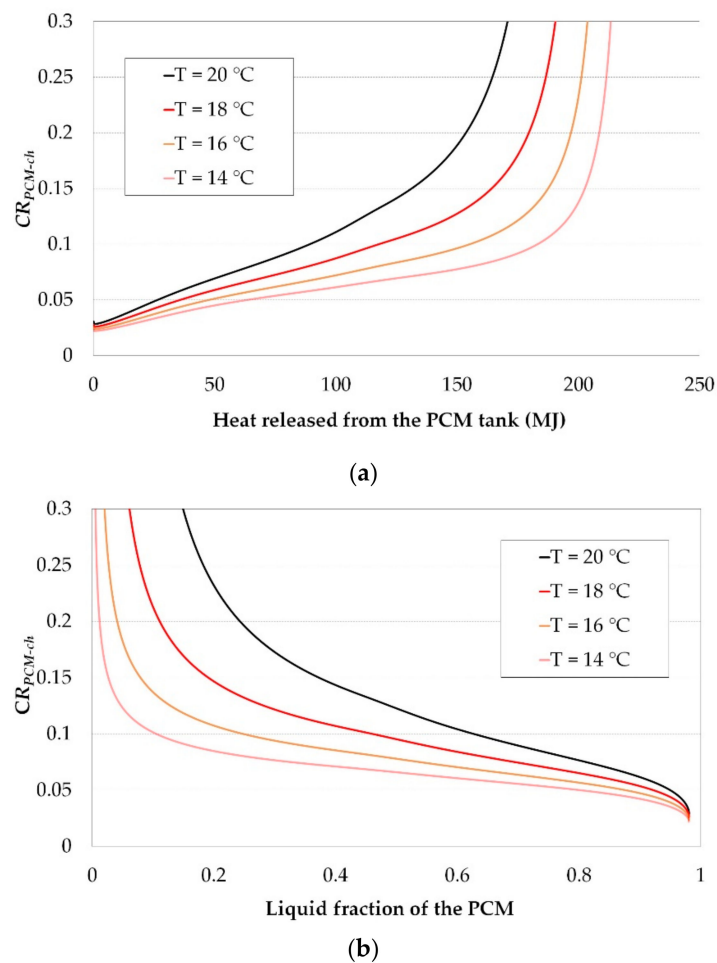 0.3
0.25
0.2
0.15
0.1
0.05
0
CR_PCM-ch
T = 20 °C
T = 18 °C
T = 16 °C
T = 14 °C
0 50 100 150 200 250
Heat released from the PCM tank (MJ)
(a)
0.3
0.25
0.2
0.15
0.1
0.05
0
CR_PCM-ch
T = 20 °C
T = 18 °C
T = 16 °C
T = 14 °C
0 0.2 0.4 0.6 0.8 1
Liquid fraction of the PCM
(b)